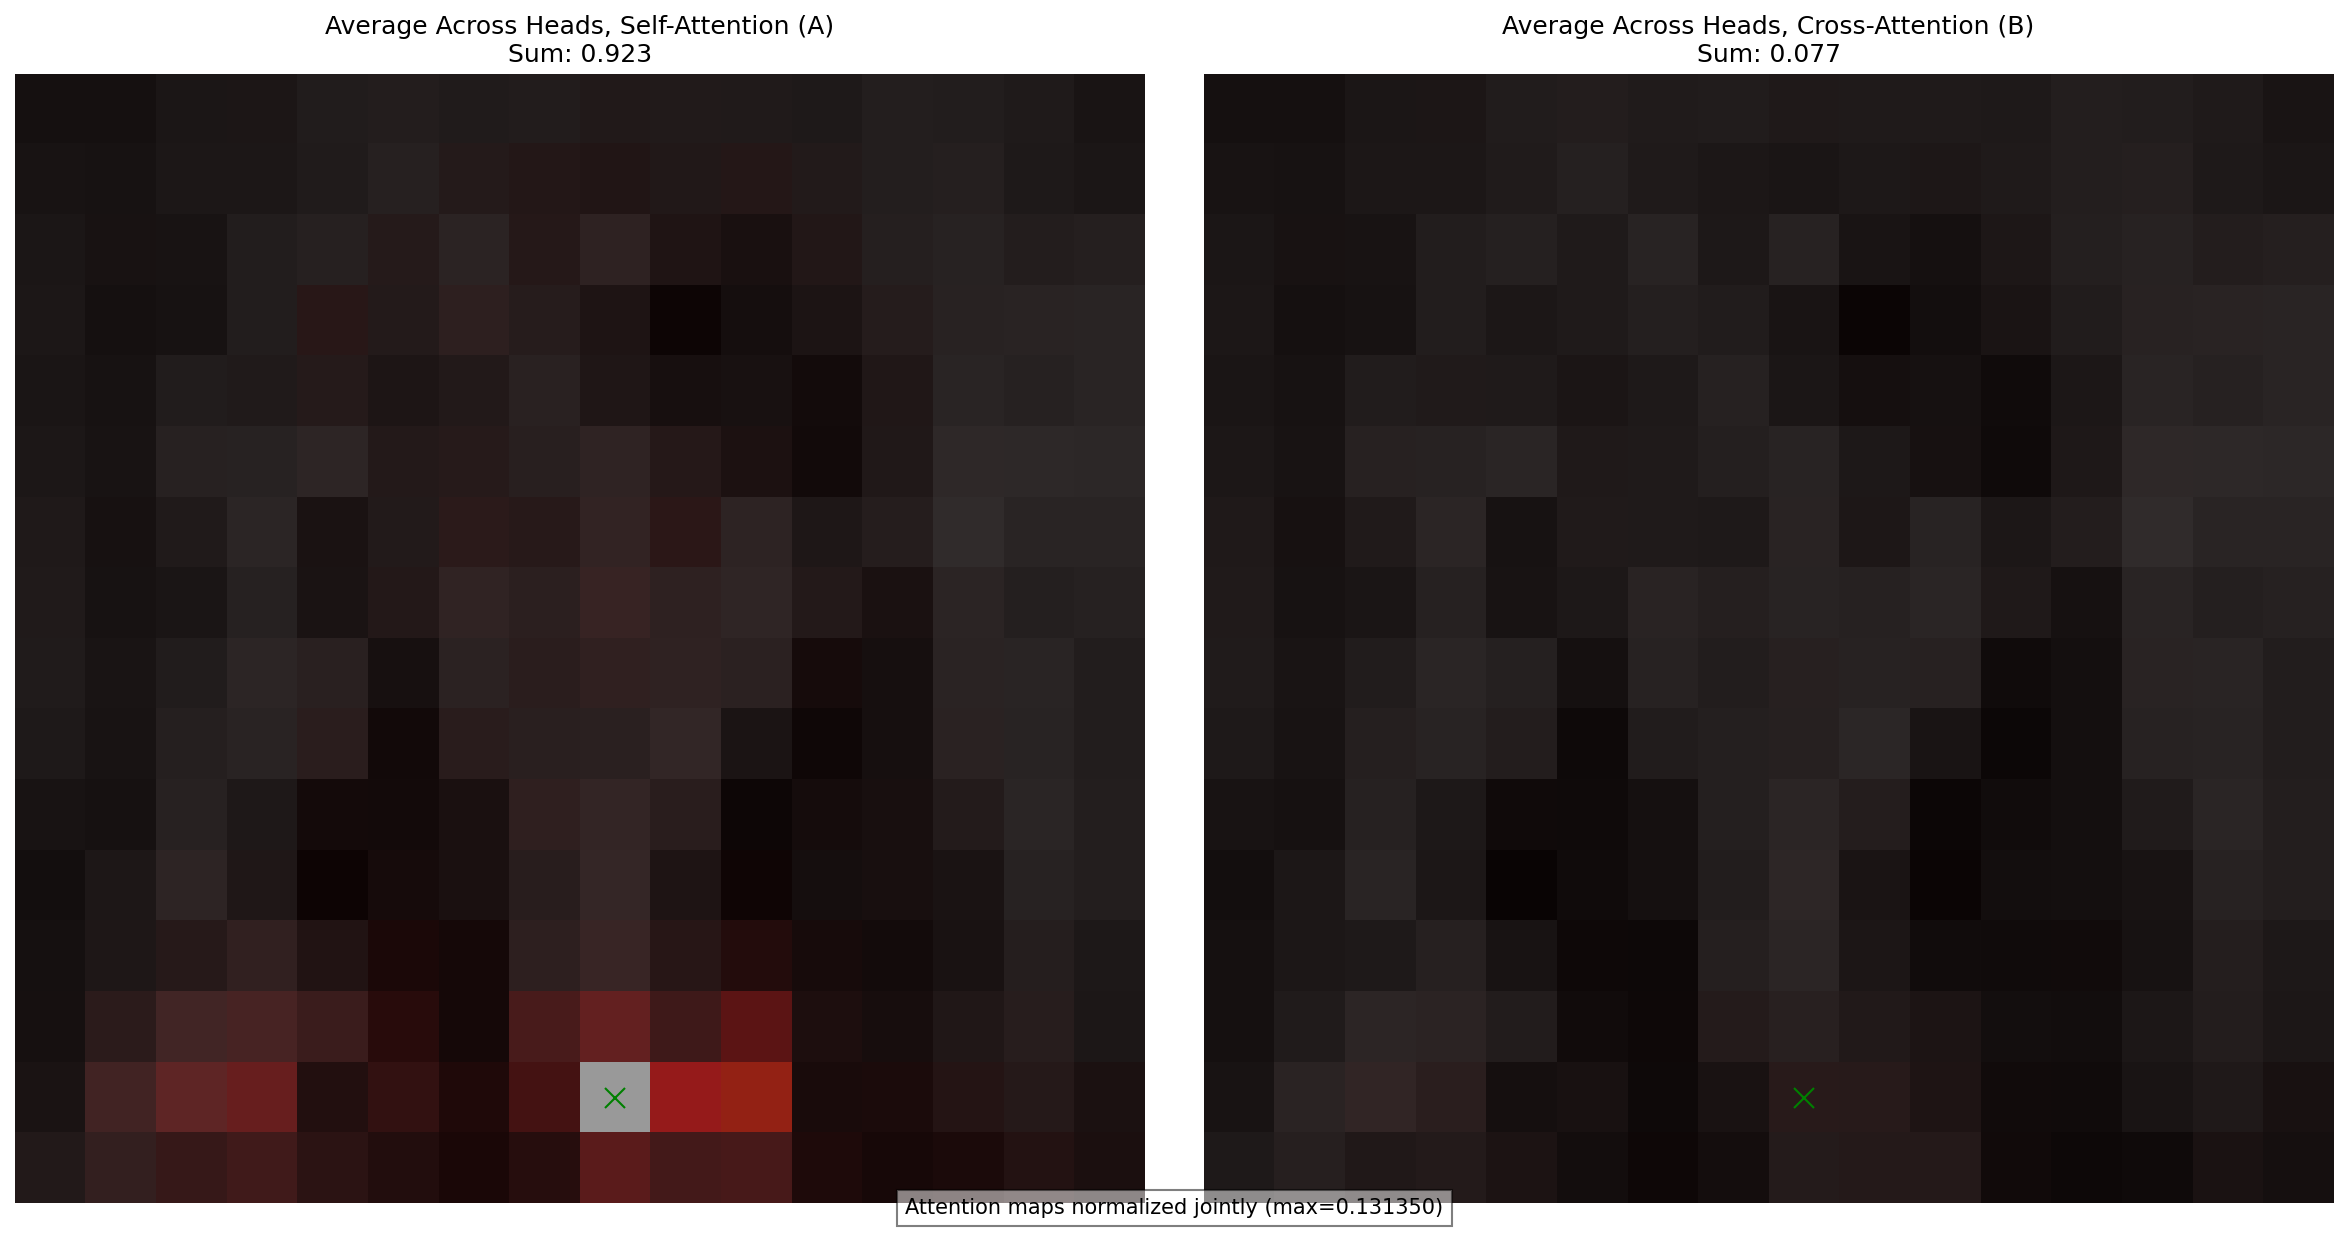 Average Across Heads, Self-Attention (A)
Sum: 0.923
Average Across Heads, Cross-Attention (B)
Sum: 0.077
Attention maps normalized jointly (max=0.131350)